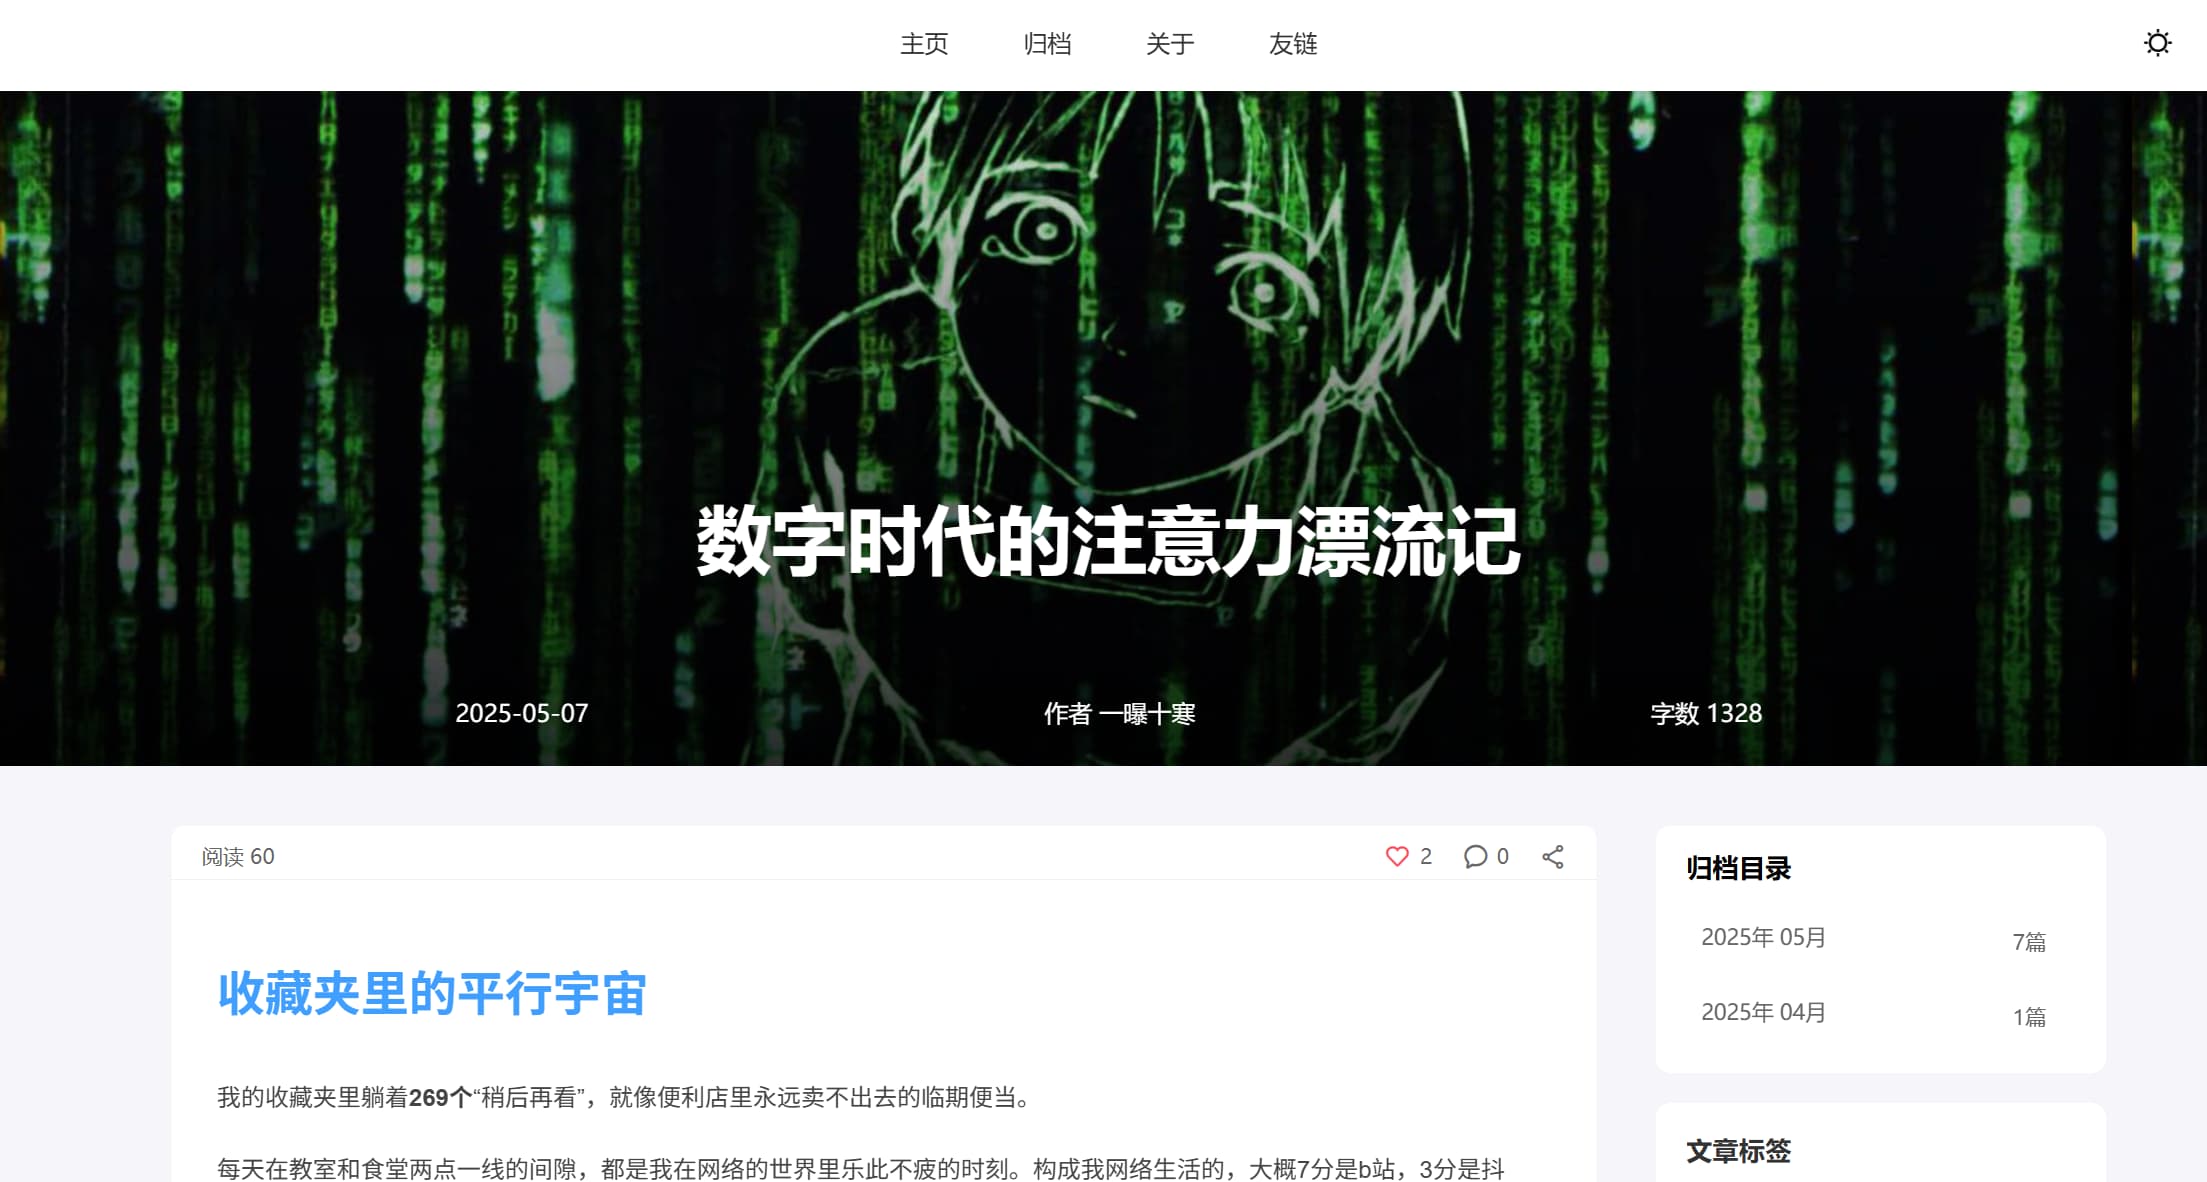 主页 归档 关于 友链
数字时代的注意力漂流记
2025-05-07 作者 一曝十寒 字数 1328
阅读 60 2 0
收藏夹里的平行宇宙
我的收藏夹里躺着269个“稍后再看”，就像便利店里永远卖不出去的临期便当。
每天在教室和食堂两点一线的间隙，都是我在网络的世界里乐此不疲的时刻。构成我网络生活的，大概7分是b站，3分是抖
归档目录
2025年 05月 7篇
2025年 04月 1篇
文章标签